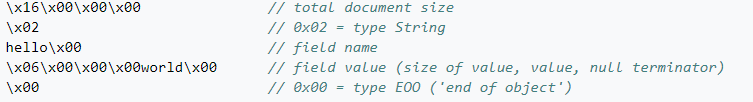 \x16\x00\x00\x00 // total document size
\x02 // 0x02 = type String
hello\x00 // field name
\x06\x00\x00\x00world\x00 // field value (size of value, value, null terminator)
\x00 // 0x00 = type EOO ('end of object')